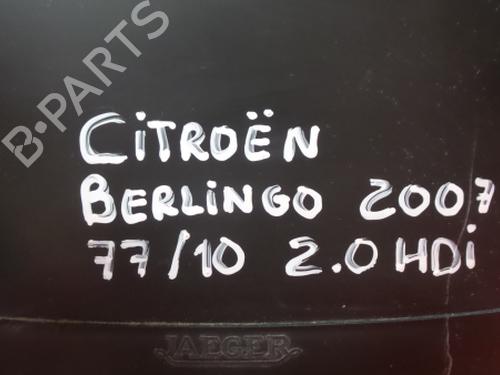 B-PARTS
CiTROËN
BERLiNGO 2007
77/10 2.0 HDi
JAEGER